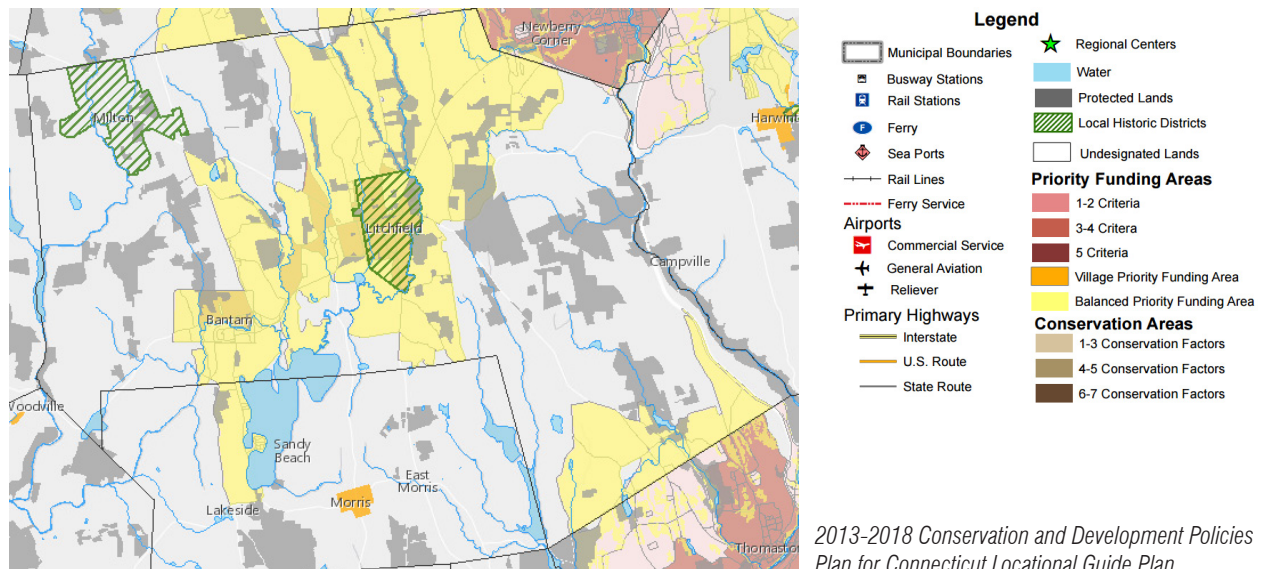 Newberry
Corner
Milton
Harwint
Litchfield
Campville
Bantam
Woodville
Sandy
Beach
East
Morris
Morris
Lakeside
Thomaston
Legend
Municipal Boundaries
Busway Stations
Rail Stations
F
Ferry
Sea Ports
Rail Lines
Ferry Service
Airports
Commercial Service
General Aviation
Reliever
Primary Highways
Interstate
U.S. Route
State Route
Regional Centers
Water
Protected Lands
Local Historic Districts
Undesignated Lands
Priority Funding Areas
1-2 Criteria
3-4 Critera
5 Criteria
Village Priority Funding Area
Balanced Priority Funding Area
Conservation Areas
1-3 Conservation Factors
4-5 Conservation Factors
6-7 Conservation Factors
2013-2018 Conservation and Development Policies
Plan for Connecticut Locational Guide Plan